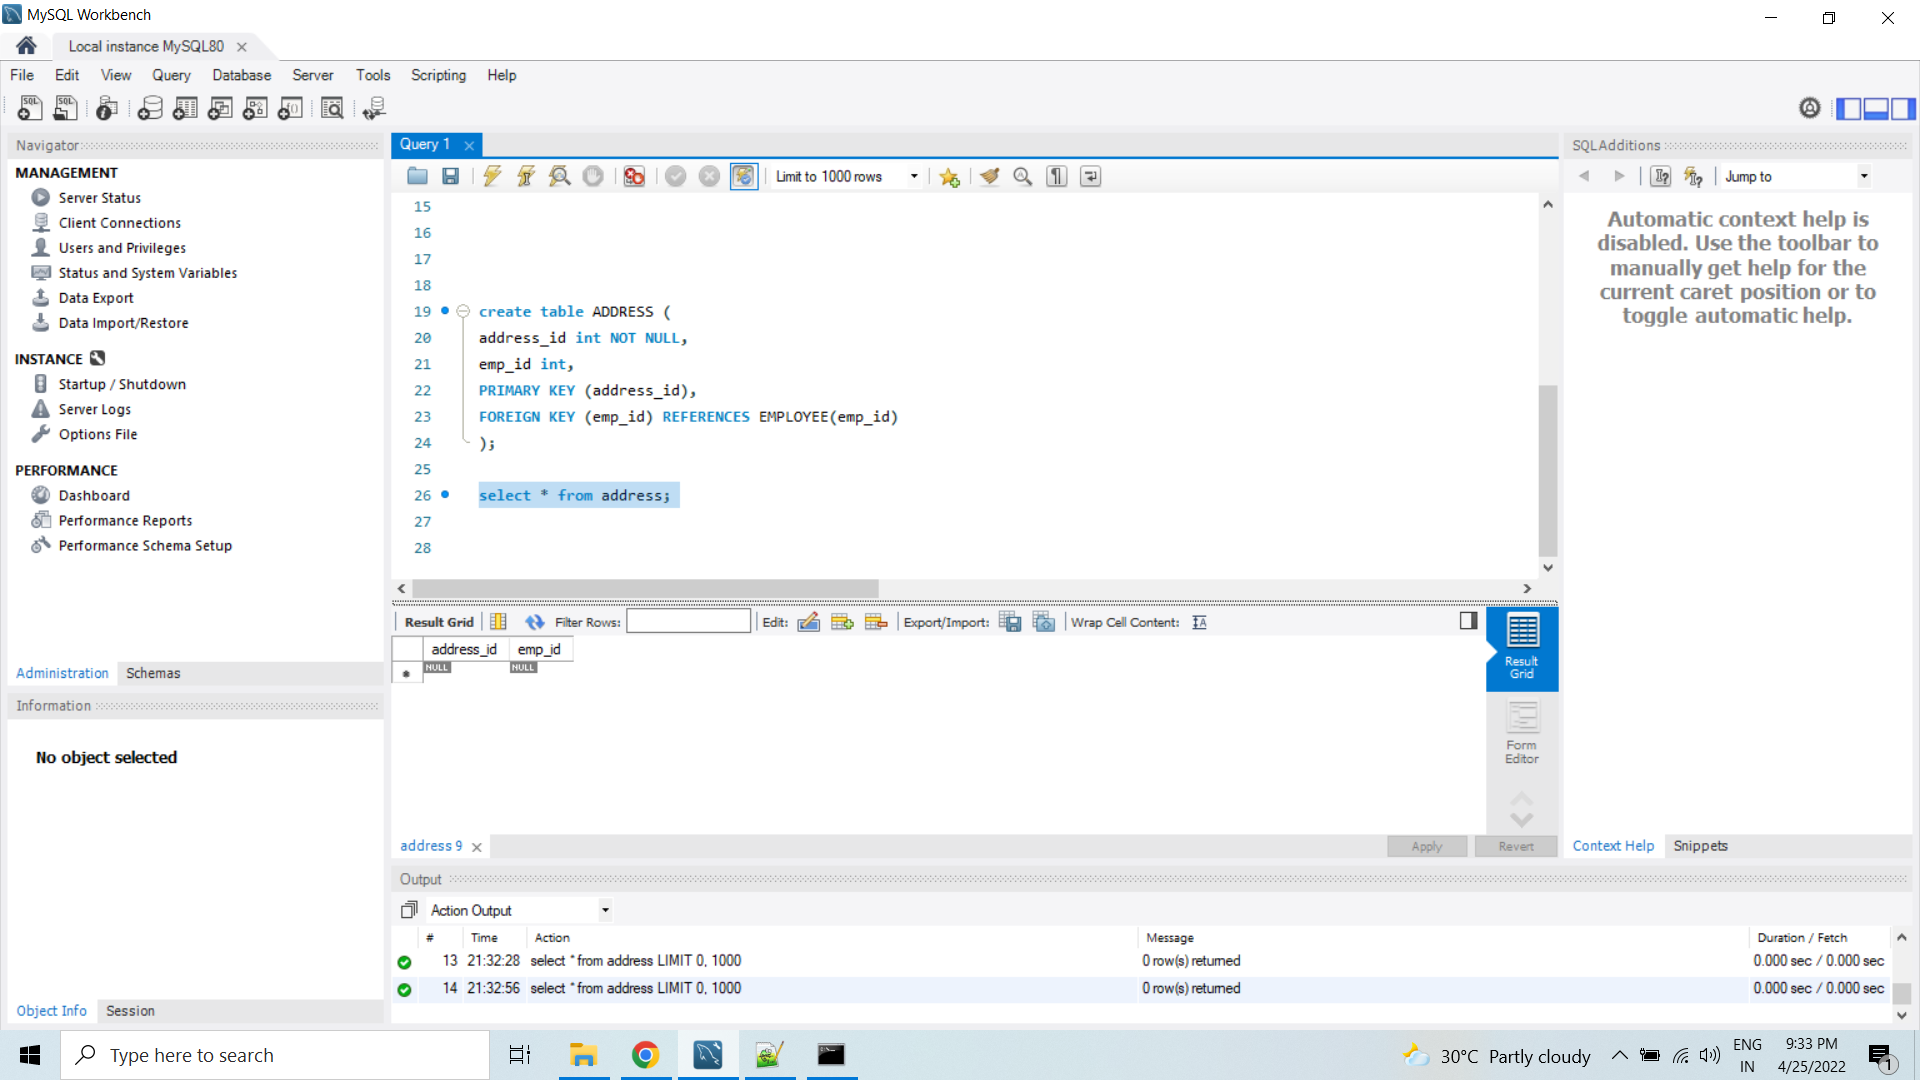 MySQL Workbench
Local instance MySQL80
File Edit View Query Database Server Tools Scripting Help
Navigator
MANAGEMENT
Server Status
Client Connections
Users and Privileges
Status and System Variables
Data Export
Data Import/Restore
INSTANCE
Startup / Shutdown
Server Logs
Options File
PERFORMANCE
Dashboard
Performance Reports
Performance Schema Setup
Administration Schemas
Information
No object selected
Object Info Session
Query 1
Limit to 1000 rows
15
16
17
18
19 create table ADDRESS (
20 address_id int NOT NULL,
21 emp_id int,
22 PRIMARY KEY (address_id),
23 FOREIGN KEY (emp_id) REFERENCES EMPLOYEE(emp_id)
24 );
25
26 select * from address;
27
28
Result Grid Filter Rows: Edit: Export/Import: Wrap Cell Content:
address_id emp_id
* NULL NULL
Result Grid
Form Editor
address 9
Apply Revert
SQLAdditions
Jump to
Automatic context help is
disabled. Use the toolbar to
manually get help for the
current caret position or to
toggle automatic help.
Context Help Snippets
Output
Action Output
# Time Action Message Duration / Fetch
13 21:32:28 select * from address LIMIT 0, 1000 0 row(s) returned 0.000 sec / 0.000 sec
14 21:32:56 select * from address LIMIT 0, 1000 0 row(s) returned 0.000 sec / 0.000 sec
Type here to search
30°C Partly cloudy
ENG
IN
9:33 PM
4/25/2022
1